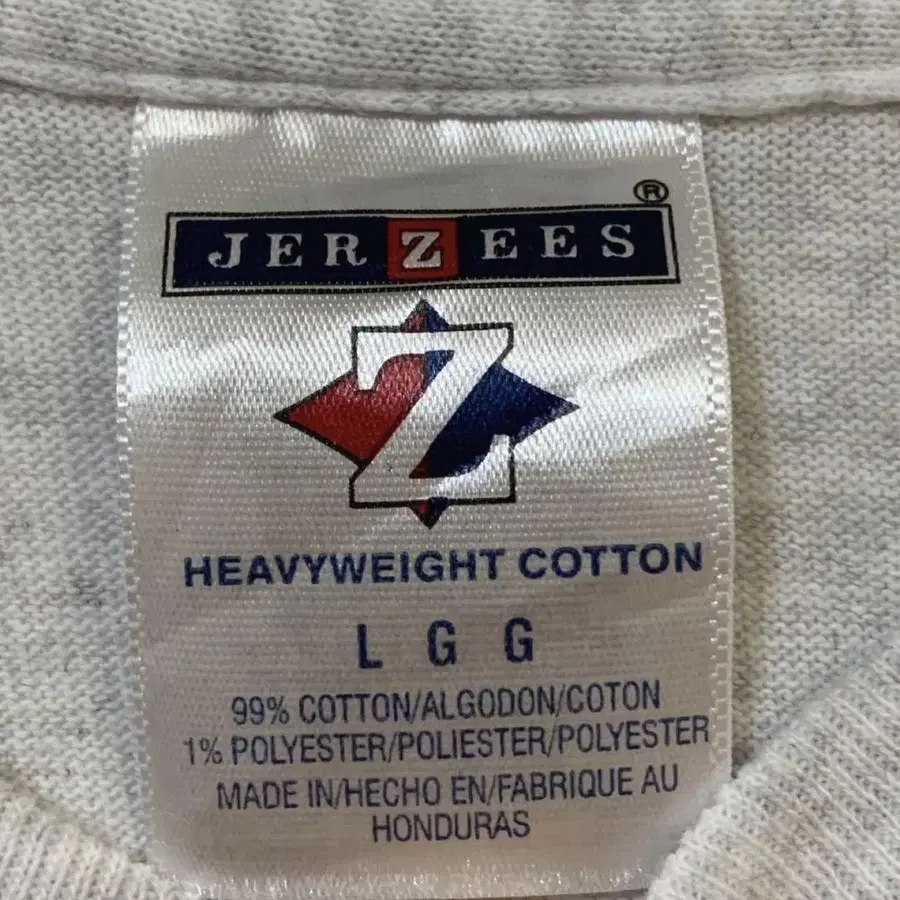 JERZEES ®
Z
HEAVYWEIGHT COTTON
L G G
99% COTTON/ALGODON/COTON
1% POLYESTER/POLIESTER/POLYESTER
MADE IN/HECHO EN/FABRIQUE AU
HONDURAS